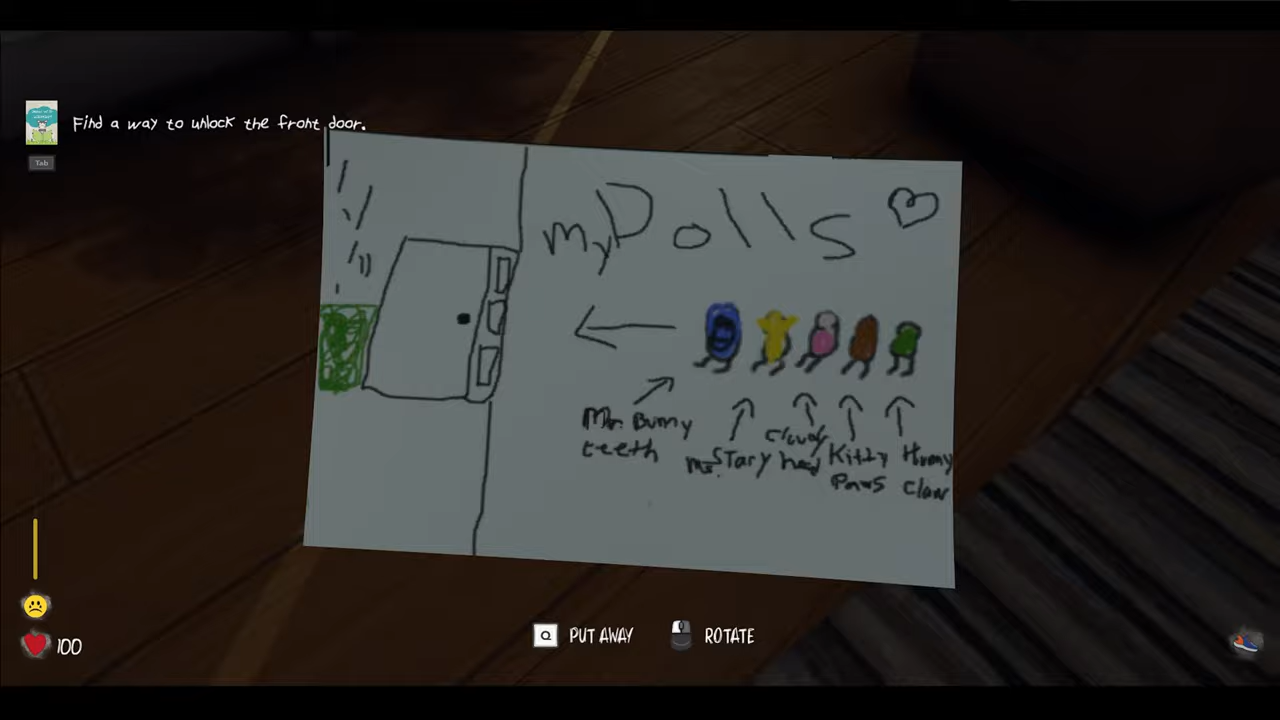 Find a way to unlock the front door.
Tab
my Dolls
Mr. Bunny
teeth
Ms. STary
Cloudy
head
Kitty
Paws
Claw
100
Q PUT AWAY
ROTATE